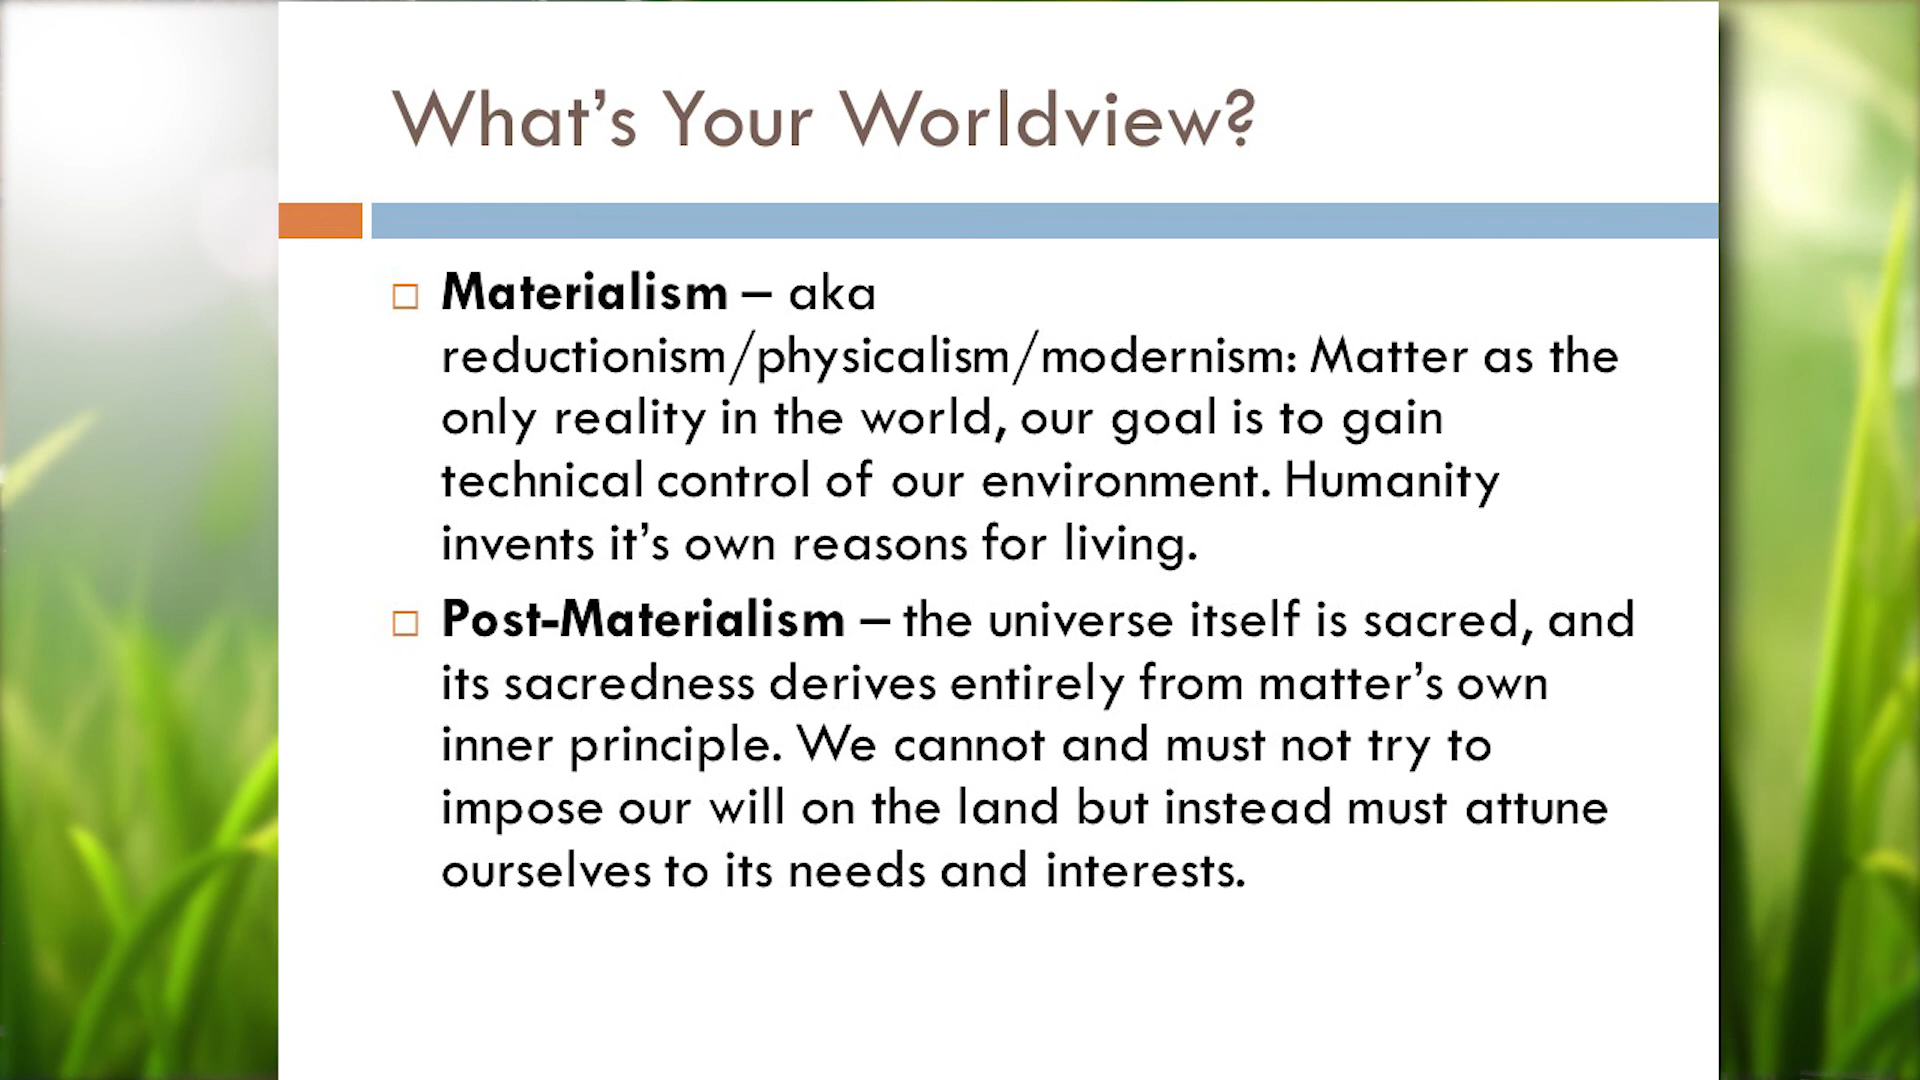 What’s Your Worldview?
Materialism – aka
reductionism/physicalism/modernism: Matter as the
only reality in the world, our goal is to gain
technical control of our environment. Humanity
invents it’s own reasons for living.
Post-Materialism – the universe itself is sacred, and
its sacredness derives entirely from matter’s own
inner principle. We cannot and must not try to
impose our will on the land but instead must attune
ourselves to its needs and interests.